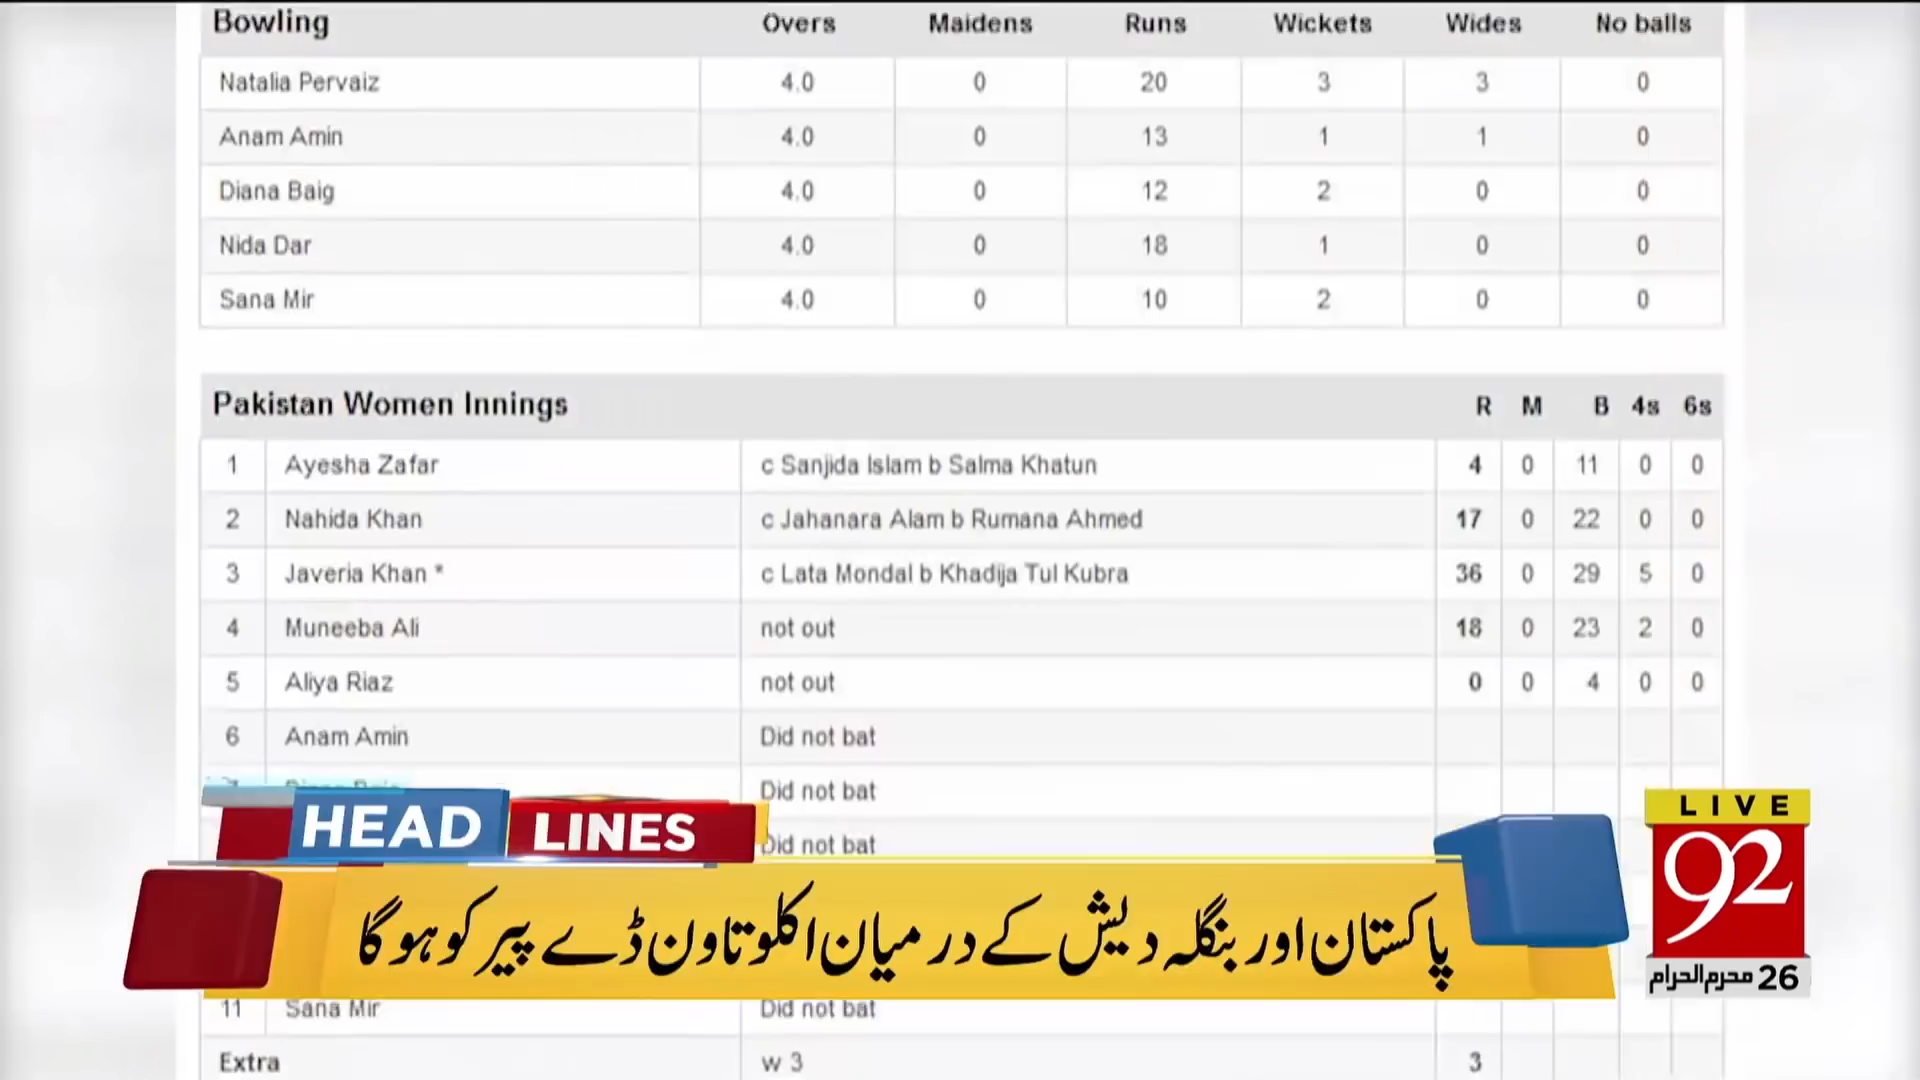 Bowling Overs Maidens Runs Wickets Wides No balls
Natalia Pervaiz 4.0 0 20 3 3 0
Anam Amin 4.0 0 13 1 1 0
Diana Baig 4.0 0 12 2 0 0
Nida Dar 4.0 0 18 1 0 0
Sana Mir 4.0 0 10 2 0 0
Pakistan Women Innings R M B 4s 6s
1 Ayesha Zafar c Sanjida Islam b Salma Khatun 4 0 11 0 0
2 Nahida Khan c Jahanara Alam b Rumana Ahmed 17 0 22 0 0
3 Javeria Khan * c Lata Mondal b Khadija Tul Kubra 36 0 29 5 0
4 Muneeba Ali not out 18 0 23 2 0
5 Aliya Riaz not out 0 0 4 0 0
6 Anam Amin Did not bat
Did not bat
Did not bat
HEAD LINES
LIVE
92
پاکستان اور بنگلہ دیش کے درمیان اکلوتا ون ڈے پیر کو ہو گا
26 محرم الحرام
11 Sana Mir Did not bat
Extra w 3 3